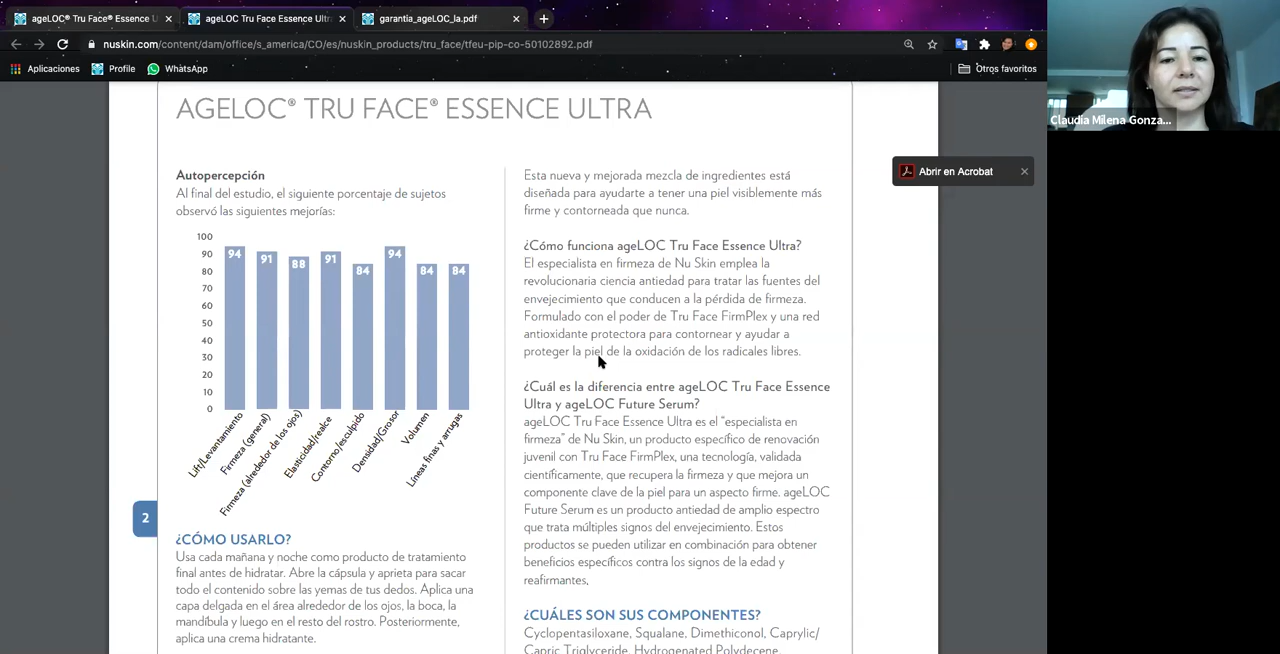 ageLOC® Tru Face® Essence U
ageLOC Tru Face Essence Ultr
garantia_ageLOC_la.pdf
nuskin.com/content/dam/office/s_america/CO/es/nuskin_products/tru_face/tfeu-pip-co-50102892.pdf
Aplicaciones
Profile
WhatsApp
Otros favoritos
Claudia Milena Gonza...
Abrir en Acrobat
AGELOC® TRU FACE® ESSENCE ULTRA
Autopercepción
Al final del estudio, el siguiente porcentaje de sujetos
observó las siguientes mejorías:
100
90
80
70
60
50
40
30
20
10
0
94
91
88
91
84
94
84
84
Lift/Levantamiento
Firmeza (general)
Firmeza (alrededor de los ojos)
Elasticidad/realce
Contorno/esculpido
Densidad/Grosor
Volumen
Líneas finas y arrugas
2
¿CÓMO USARLO?
Usa cada mañana y noche como producto de tratamiento
final antes de hidratar. Abre la cápsula y aprieta para sacar
todo el contenido sobre las yemas de tus dedos. Aplica una
capa delgada en el área alrededor de los ojos, la boca, la
mandíbula y luego en el resto del rostro. Posteriormente,
aplica una crema hidratante.
Esta nueva y mejorada mezcla de ingredientes está
diseñada para ayudarte a tener una piel visiblemente más
firme y contorneada que nunca.
¿Cómo funciona ageLOC Tru Face Essence Ultra?
El especialista en firmeza de Nu Skin emplea la
revolucionaria ciencia antiedad para tratar las fuentes del
envejecimiento que conducen a la pérdida de firmeza.
Formulado con el poder de Tru Face FirmPlex y una red
antioxidante protectora para contornear y ayudar a
proteger la piel de la oxidación de los radicales libres.
¿Cuál es la diferencia entre ageLOC Tru Face Essence
Ultra y ageLOC Future Serum?
ageLOC Tru Face Essence Ultra es el “especialista en
firmeza” de Nu Skin, un producto específico de renovación
juvenil con Tru Face FirmPlex, una tecnología, validada
científicamente, que recupera la firmeza y que mejora un
componente clave de la piel para un aspecto firme. ageLOC
Future Serum es un producto antiedad de amplio espectro
que trata múltiples signos del envejecimiento. Estos
productos se pueden utilizar en combinación para obtener
beneficios específicos contra los signos de la edad y
reafirmantes,
¿CUÁLES SON SUS COMPONENTES?
Cyclopentasiloxane, Squalane, Dimethiconol, Caprylic/
Capric Triglyceride, Hydrogenated Polydecene,